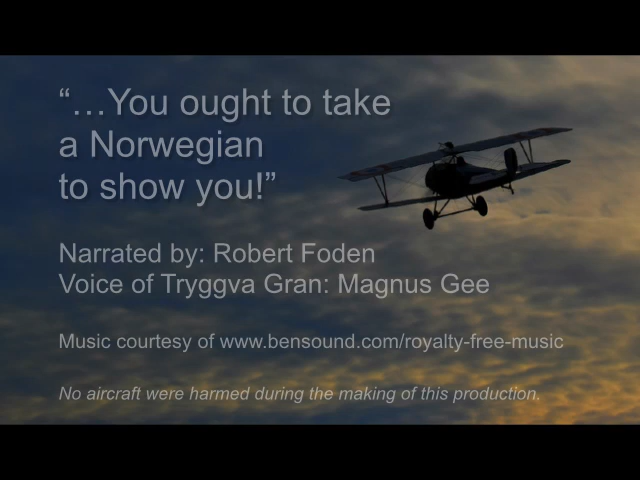 “…You ought to take
a Norwegian
to show you!”
Narrated by: Robert Foden
Voice of Tryggva Gran: Magnus Gee
Music courtesy of www.bensound.com/royalty-free-music
No aircraft were harmed during the making of this production.